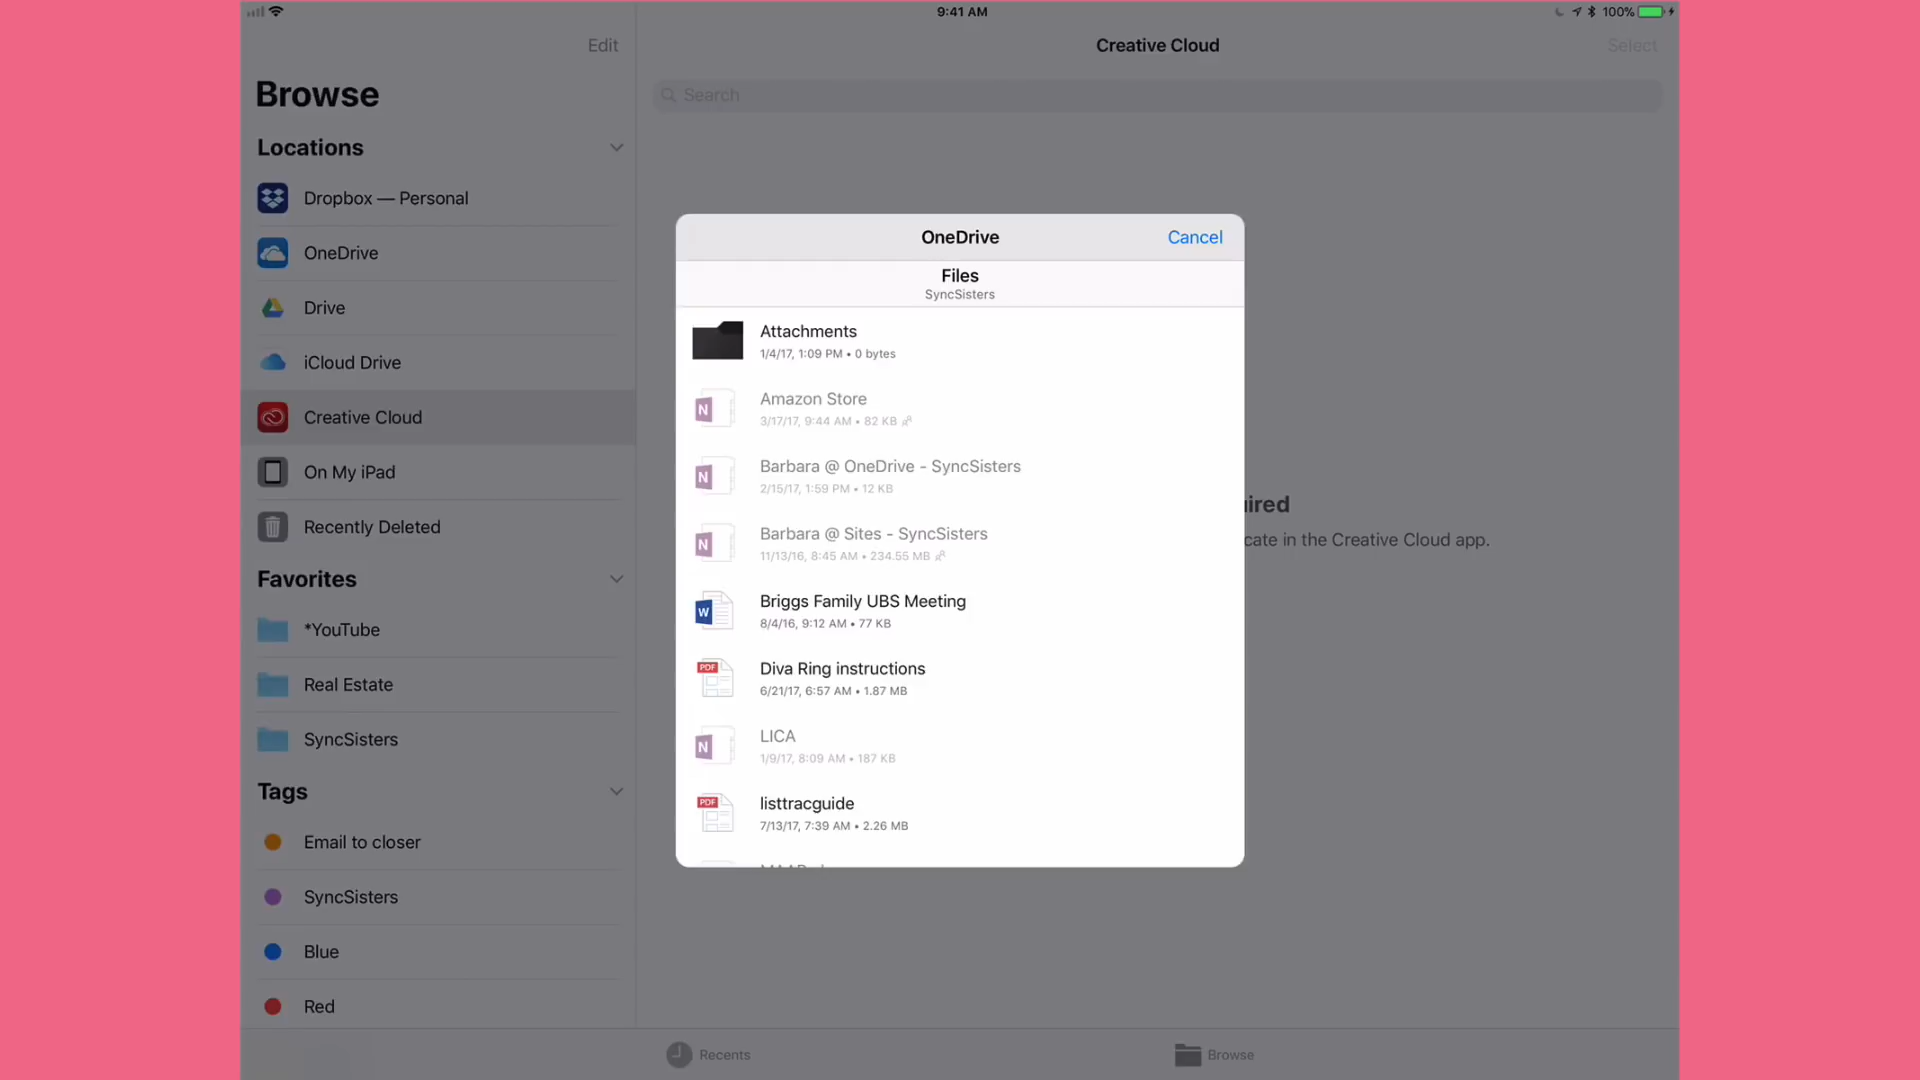 9:41 AM
100%
Edit
Creative Cloud
Select
Browse
Search
Locations
Dropbox — Personal
OneDrive
Drive
iCloud Drive
Creative Cloud
On My iPad
Recently Deleted
Favorites
*YouTube
Real Estate
SyncSisters
Tags
Email to closer
SyncSisters
Blue
Red
OneDrive
Cancel
Files
SyncSisters
Attachments
1/4/17, 1:09 PM • 0 bytes
N
Amazon Store
3/17/17, 9:44 AM • 82 KB
N
Barbara @ OneDrive - SyncSisters
2/15/17, 1:59 PM • 12 KB
N
Barbara @ Sites - SyncSisters
11/13/16, 8:45 AM • 234.55 MB
W
Briggs Family UBS Meeting
8/4/16, 9:12 AM • 77 KB
PDF
Diva Ring instructions
6/21/17, 6:57 AM • 1.87 MB
N
LICA
1/9/17, 8:09 AM • 187 KB
PDF
listtracguide
7/13/17, 7:39 AM • 2.26 MB
ired
cate in the Creative Cloud app.
Recents
Browse